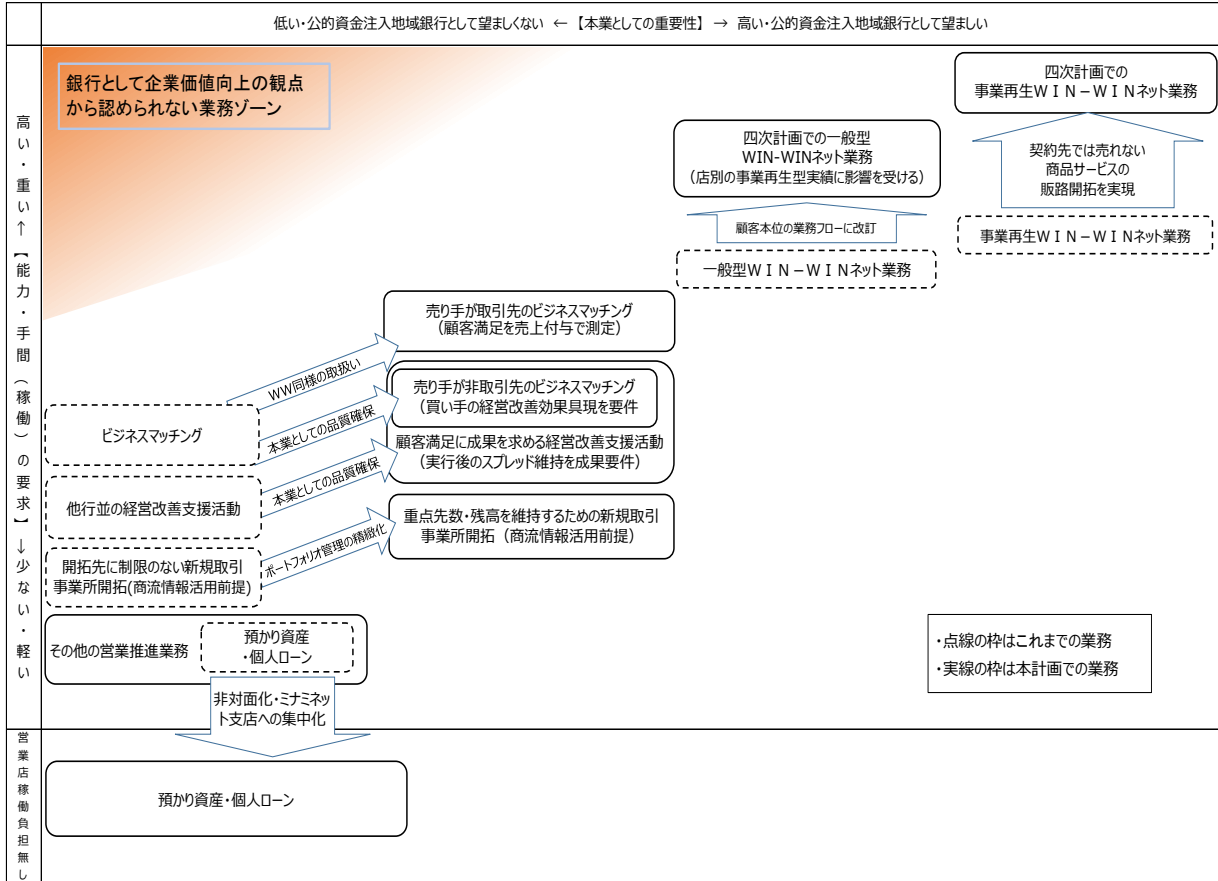 低い・公的資金注入地域銀行として望ましくない ← 【本業としての重要性】 → 高い・公的資金注入地域銀行として望ましい
高い・重い↑【能力・手間（稼働）の要求】↓少ない・軽い
銀行として企業価値向上の観点
から認められない業務ゾーン
四次計画での
事業再生ＷＩＮ－ＷＩＮネット業務
契約先では売れない
商品サービスの
販路開拓を実現
事業再生ＷＩＮ－ＷＩＮネット業務
四次計画での一般型
WIN-WINネット業務
（店別の事業再生型実績に影響を受ける）
顧客本位の業務フローに改訂
一般型ＷＩＮ－ＷＩＮネット業務
売り手が取引先のビジネスマッチング
（顧客満足を売上付与で測定）
WW同様の取扱い
売り手が非取引先のビジネスマッチング
（買い手の経営改善効果具現を要件
ビジネスマッチング
本業としての品質確保
顧客満足に成果を求める経営改善支援活動
（実行後のスプレッド維持を成果要件）
本業としての品質確保
他行並の経営改善支援活動
重点先数・残高を維持するための新規取引
事業所開拓（商流情報活用前提）
ポートフォリオ管理の精緻化
開拓先に制限のない新規取引
事業所開拓(商流情報活用前提)
その他の営業推進業務
預かり資産
・個人ローン
・点線の枠はこれまでの業務
・実線の枠は本計画での業務
非対面化・ミナミネッ
ト支店への集中化
営業店稼働負担無し
預かり資産・個人ローン